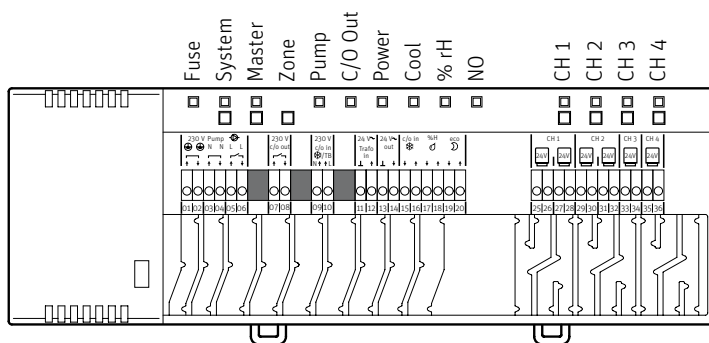 Fuse System Master Zone Pump C/O Out Power Cool % rH NO CH 1 CH 2 CH 3 CH 4
230 V Pump 230 V 230 V 24 V~ 24 V~ c/o in %H eco CH 1 CH 2 CH 3 CH 4
N N L L c/o out c/o in Trafo out
/TB in 24V 24V 24V 24V 24V 24V
N L
01 02 03 04 05 06 07 08 09 10 11 12 13 14 15 16 17 18 19 20 25 26 27 28 29 30 31 32 33 34 35 36